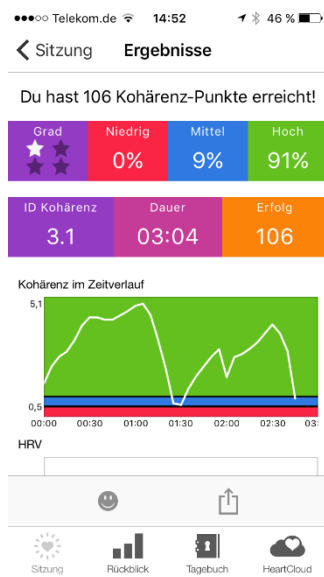 Telekom.de 14:52 46 %
Sitzung Ergebnisse
Du hast 106 Kohärenz-Punkte erreicht!
Grad Niedrig Mittel Hoch
0% 9% 91%
ID Kohärenz Dauer Erfolg
3.1 03:04 106
Kohärenz im Zeitverlauf
5,1
0,5
00:00 00:30 01:00 01:30 02:00 02:30 03:
HRV
Sitzung Rückblick Tagebuch HeartCloud